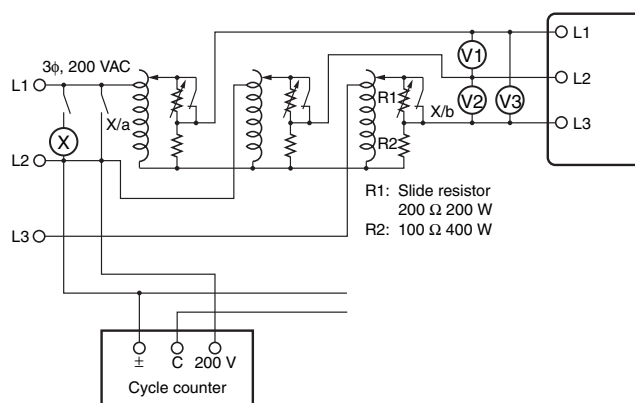 3ϕ, 200 VAC
L1
X/a
X
L2
L3
R1
R2
X/b
V1
V2
V3
L1
L2
L3
R1: Slide resistor
200 Ω 200 W
R2: 100 Ω 400 W
± C 200 V
Cycle counter